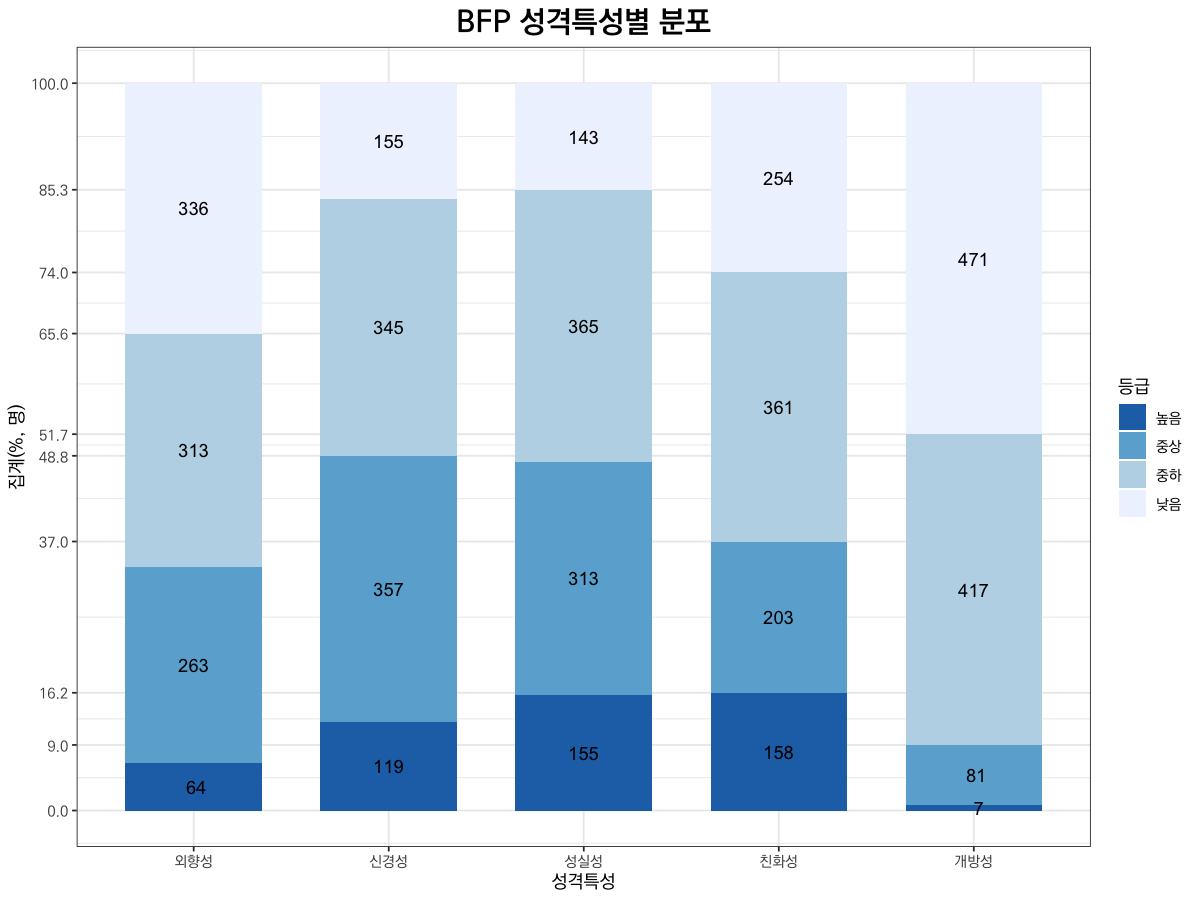 BFP 성격특성별 분포
100.0
85.3
74.0
65.6
51.7
48.8
37.0
16.2
9.0
0.0
집계(%, 명)
336
313
263
64
155
345
357
119
143
365
313
155
254
361
203
158
471
417
81
7
외향성
신경성
성실성
친화성
개방성
성격특성
등급
높음
중상
중하
낮음